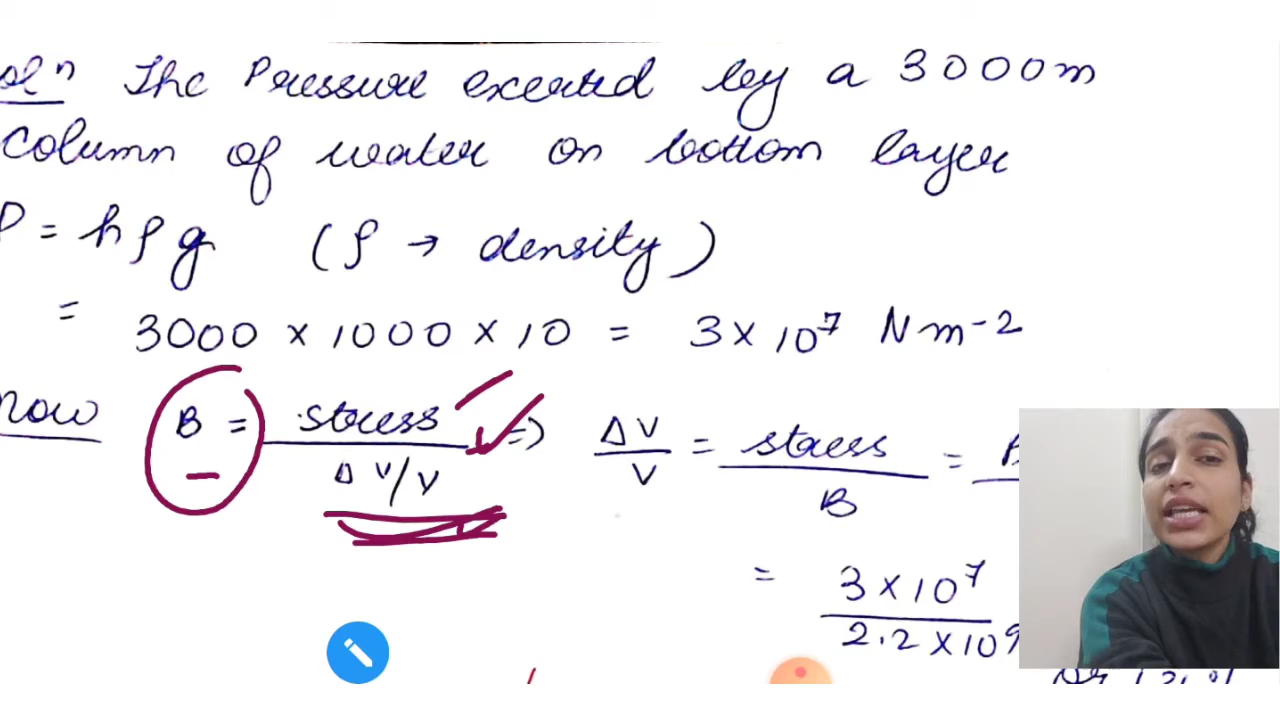 The Pressure exerted by a 3000m
column of water on bottom layer
P = hρg (ρ → density)
= 3000 × 1000 × 10 = 3 × 10⁷ Nm-2
now B = stress / ΔV/V ⇒ ΔV/V = stress / B =
= 3 × 10⁷ / 2.2 × 10⁹